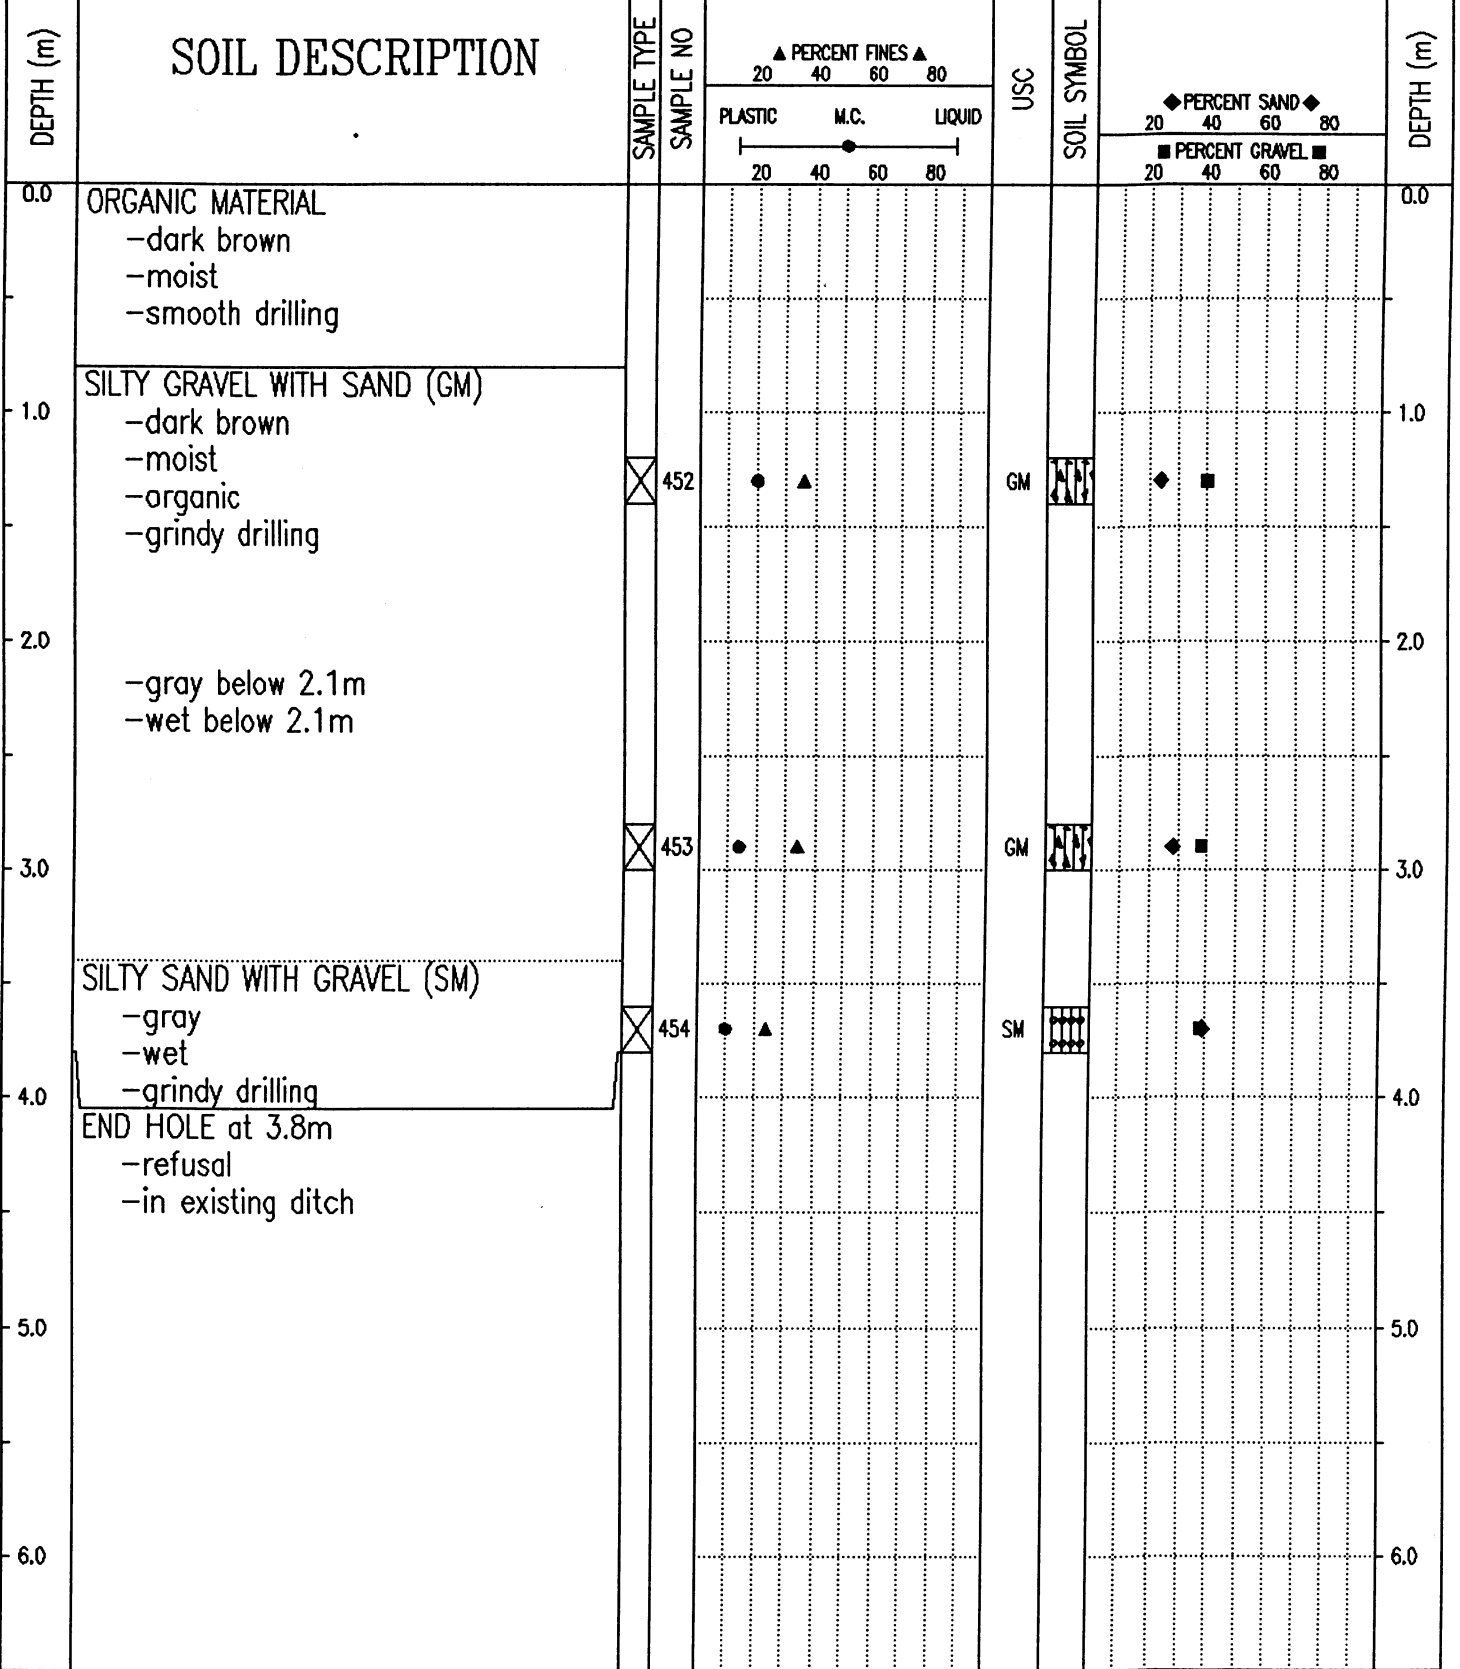 DEPTH (m)
SOIL DESCRIPTION
SAMPLE TYPE
SAMPLE NO
▲ PERCENT FINES ▲
20 40 60 80
PLASTIC M.C. LIQUID
20 40 60 80
USC
SOIL SYMBOL
◆ PERCENT SAND ◆
20 40 60 80
■ PERCENT GRAVEL ■
20 40 60 80
DEPTH (m)
0.0
ORGANIC MATERIAL
0.0
-dark brown
-moist
-smooth drilling
SILTY GRAVEL WITH SAND (GM)
1.0
-dark brown
1.0
-moist
452
GM
-organic
-grindy drilling
2.0
2.0
-gray below 2.1m
-wet below 2.1m
453
GM
3.0
3.0
SILTY SAND WITH GRAVEL (SM)
-gray
454
SM
-wet
4.0
-grindy drilling
4.0
END HOLE at 3.8m
-refusal
-in existing ditch
5.0
5.0
6.0
6.0